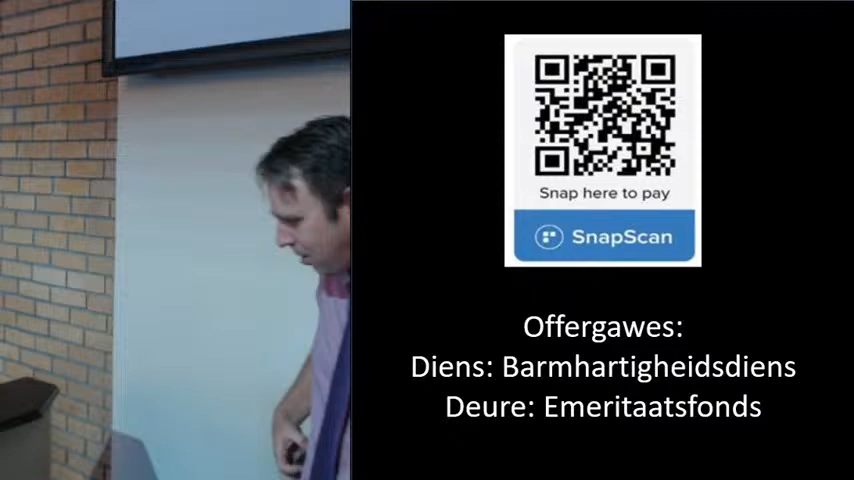 Snap here to pay
SnapScan
Offergawes:
Diens: Barmhartigheidsdiens
Deure: Emeritaatsfonds